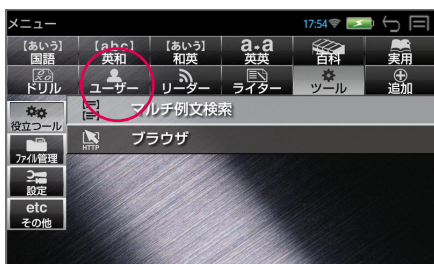 メニュー 17:54
【あいう】 【abc】 【あいう】 a→a
国語 英和 和英 英英 百科 実用
ドリル ユーザー リーダー ライター ツール 追加
役立つツール
マルチ例文検索
HTTP ブラウザ
ファイル管理
設定
etc
その他